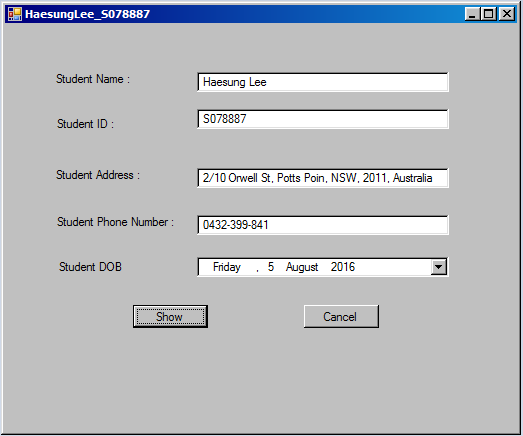 HaesungLee_S078887
Student Name : Haesung Lee
Student ID : S078887
Student Address : 2/10 Orwell St, Potts Poin, NSW, 2011, Australia
Student Phone Number : 0432-399-841
Student DOB Friday , 5 August 2016
Show Cancel